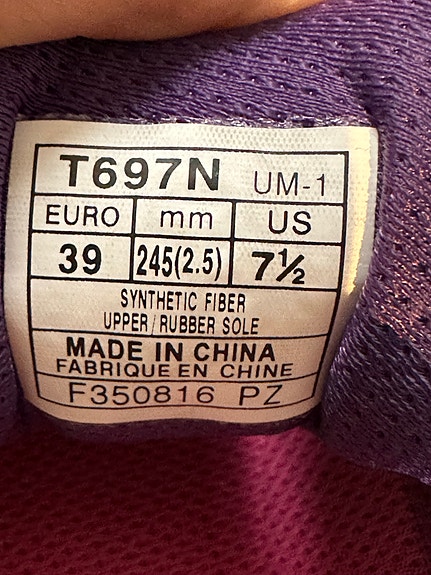 T697N UM-1
EURO mm US
39 245(2.5) 7½
SYNTHETIC FIBER
UPPER/RUBBER SOLE
MADE IN CHINA
FABRIQUE EN CHINE
F350816 PZ